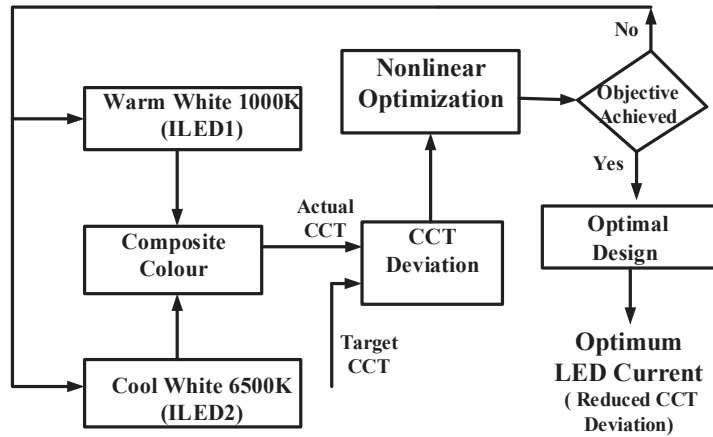 No
Warm White 1000K
(ILED1)
Nonlinear
Optimization
Objective
Achieved
Yes
Actual
CCT
Composite
Colour
CCT
Deviation
Optimal
Design
Target
CCT
Cool White 6500K
(ILED2)
Optimum
LED Current
( Reduced CCT
Deviation)